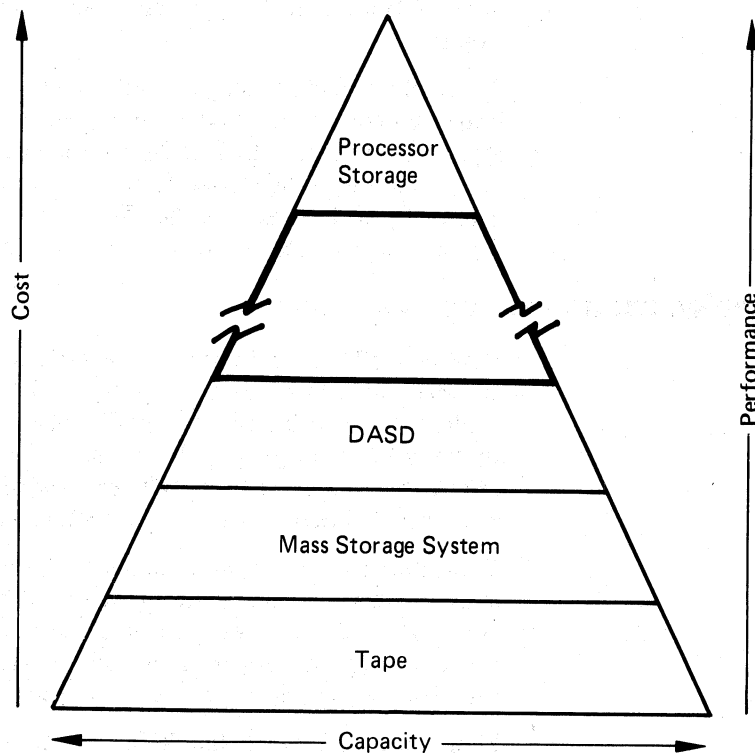 Processor
Storage
Cost
Performance
DASD
Mass Storage System
Tape
Capacity